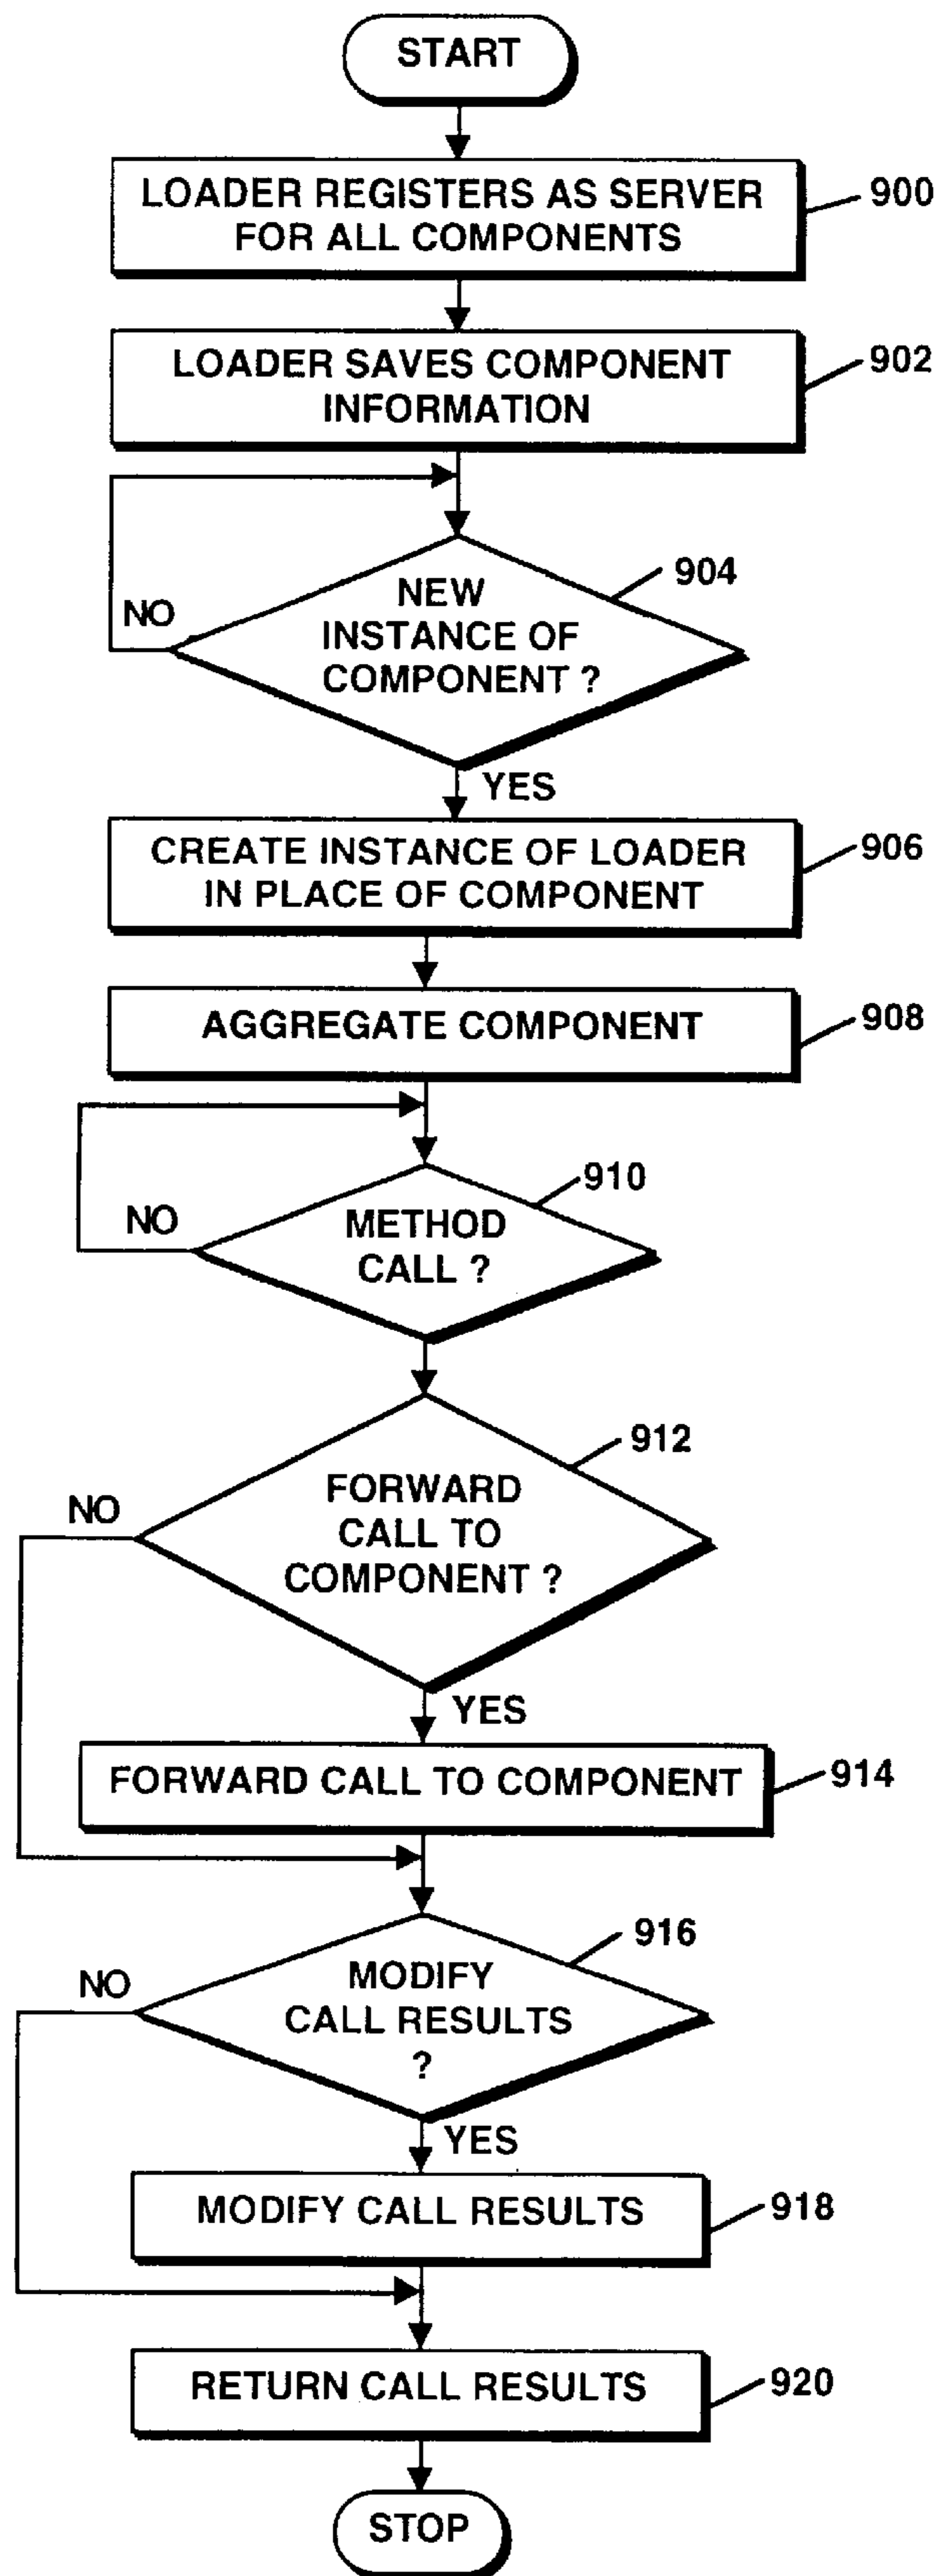 START
LOADER REGISTERS AS SERVER
FOR ALL COMPONENTS
900
LOADER SAVES COMPONENT
INFORMATION
902
NEW
INSTANCE OF
COMPONENT ?
904
NO
YES
CREATE INSTANCE OF LOADER
IN PLACE OF COMPONENT
906
AGGREGATE COMPONENT
908
METHOD
CALL ?
910
NO
FORWARD
CALL TO
COMPONENT ?
912
NO
YES
FORWARD CALL TO COMPONENT
914
MODIFY
CALL RESULTS
?
916
NO
YES
MODIFY CALL RESULTS
918
RETURN CALL RESULTS
920
STOP